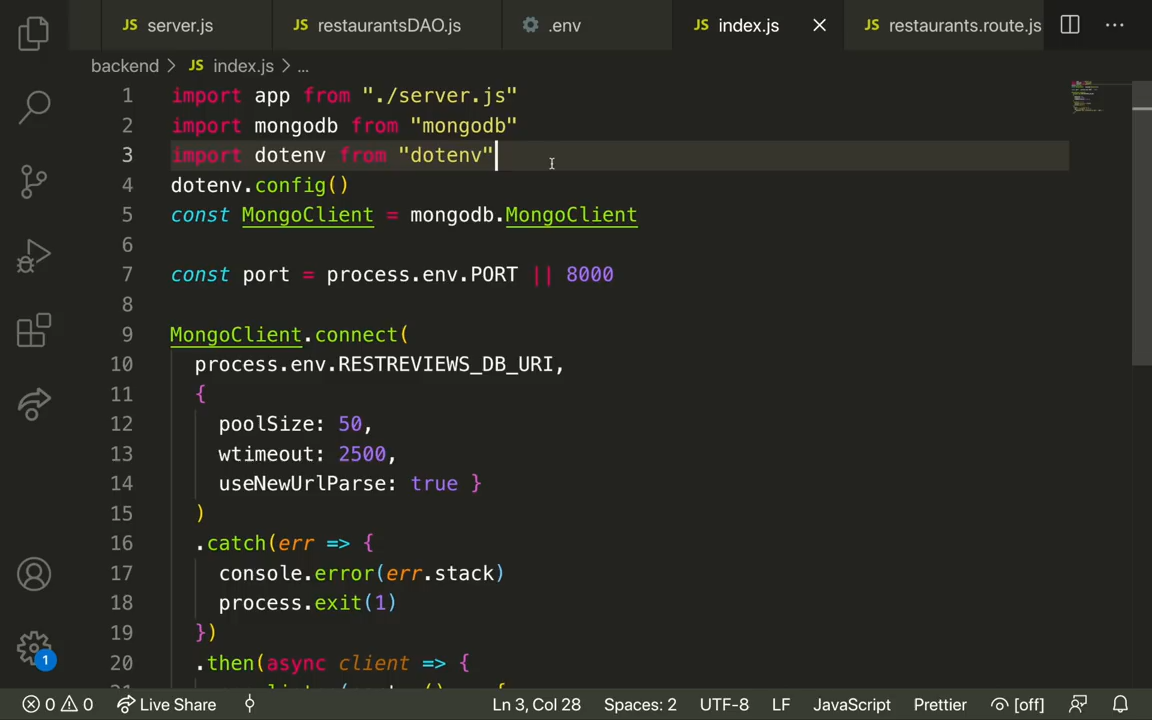 JS server.js JS restaurantsDAO.js .env JS index.js JS restaurants.route.js
backend > JS index.js > ...
1 import app from "./server.js"
2 import mongodb from "mongodb"
3 import dotenv from "dotenv"
4 dotenv.config()
5 const MongoClient = mongodb.MongoClient
6
7 const port = process.env.PORT || 8000
8
9 MongoClient.connect(
10 process.env.RESTREVIEWS_DB_URI,
11 {
12 poolSize: 50,
13 wtimeout: 2500,
14 useNewUrlParse: true }
15 )
16 .catch(err => {
17 console.error(err.stack)
18 process.exit(1)
19 })
20 .then(async client => {
1
0 0 Live Share Ln 3, Col 28 Spaces: 2 UTF-8 LF JavaScript Prettier [off]